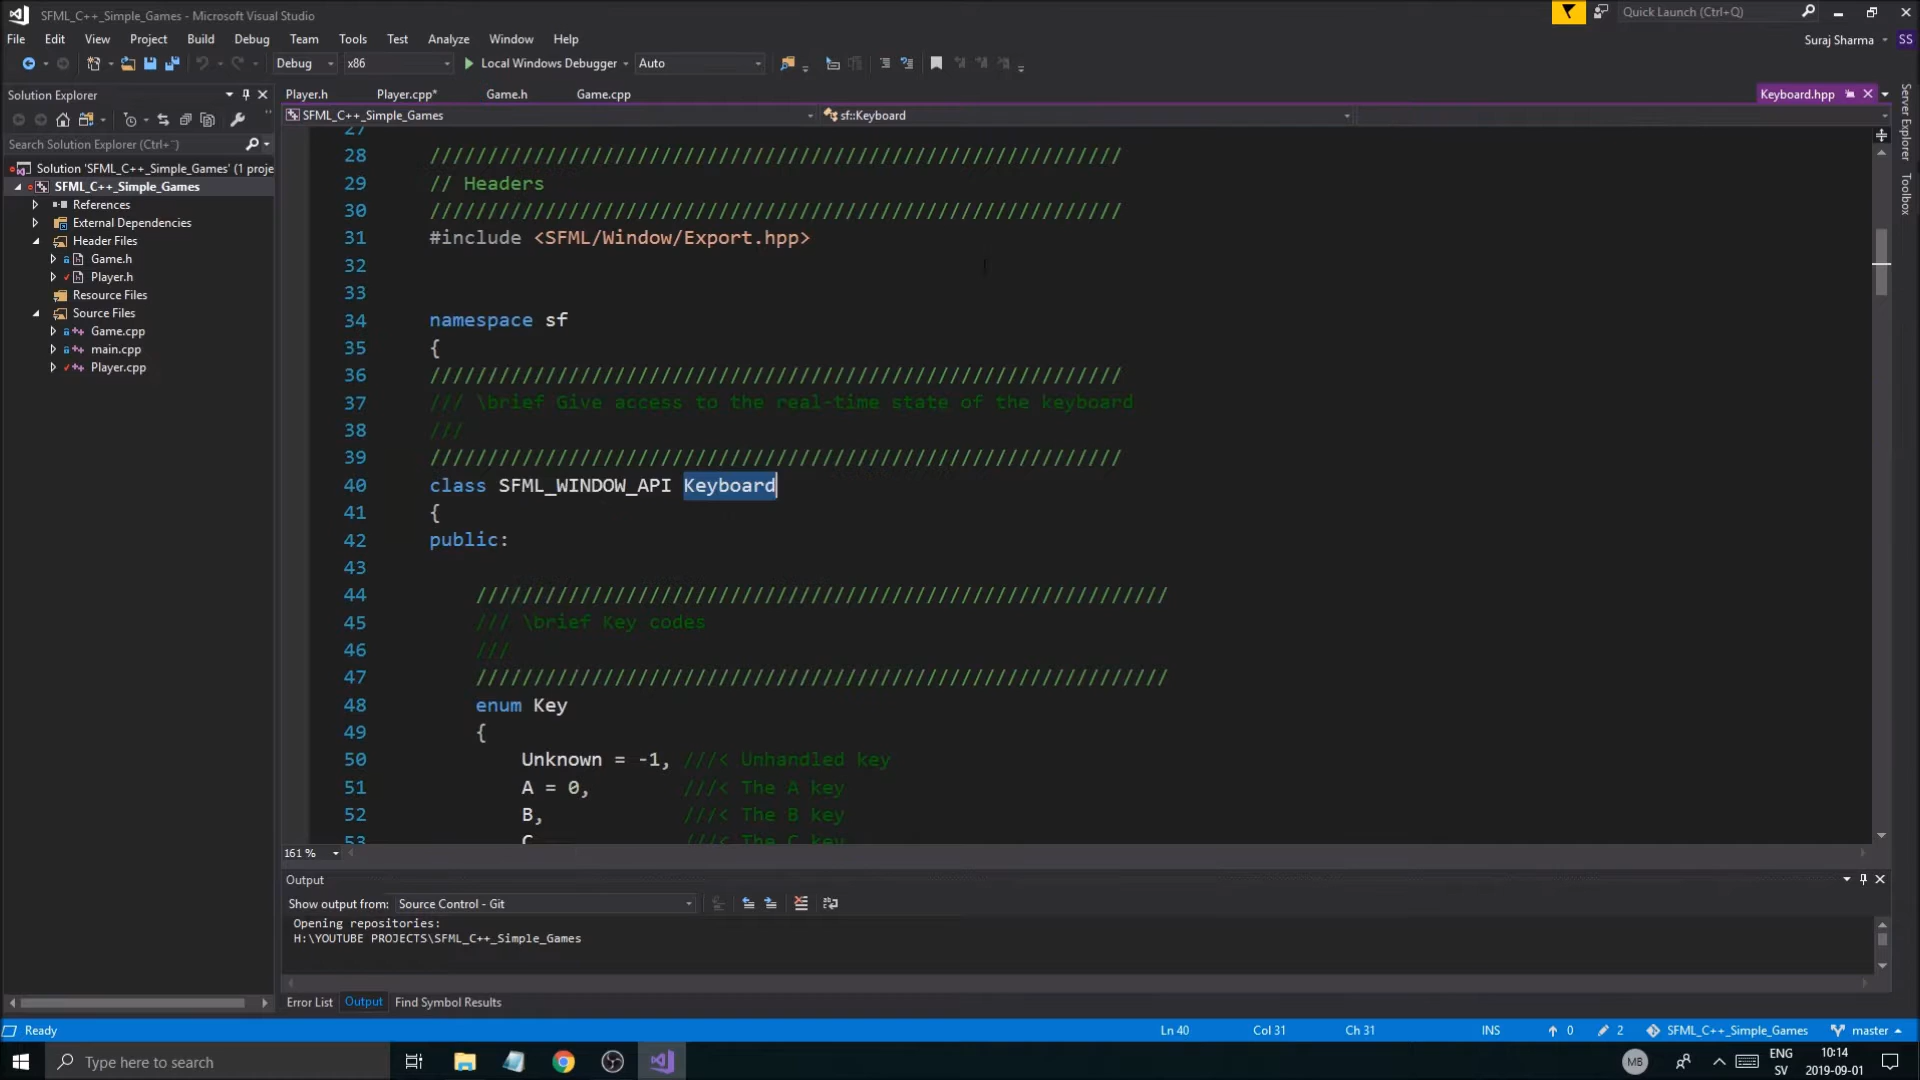 SFML_C++_Simple_Games - Microsoft Visual Studio
Quick Launch (Ctrl+Q)
File Edit View Project Build Debug Team Tools Test Analyze Window Help
Suraj Sharma SS
Debug x86 Local Windows Debugger Auto
Solution Explorer
Player.h Player.cpp* Game.h Game.cpp Keyboard.hpp
SFML_C++_Simple_Games sf::Keyboard
Search Solution Explorer (Ctrl+¨)
Solution 'SFML_C++_Simple_Games' (1 proje
SFML_C++_Simple_Games
References
External Dependencies
Header Files
Game.h
Player.h
Resource Files
Source Files
Game.cpp
main.cpp
Player.cpp
27
28 ////////////////////////////////////////////////////////////
29 // Headers
30 ////////////////////////////////////////////////////////////
31 #include <SFML/Window/Export.hpp>
32
33
34 namespace sf
35 {
36 ////////////////////////////////////////////////////////////
37 /// \brief Give access to the real-time state of the keyboard
38 ///
39 ////////////////////////////////////////////////////////////
40 class SFML_WINDOW_API Keyboard
41 {
42 public:
43
44 ////////////////////////////////////////////////////////////
45 /// \brief Key codes
46 ///
47 ////////////////////////////////////////////////////////////
48 enum Key
49 {
50 Unknown = -1, ///< Unhandled key
51 A = 0, ///< The A key
52 B, ///< The B key
53 C ///< The C key
161 %
Server Explorer
Toolbox
Output
Show output from: Source Control - Git
Opening repositories:
H:\YOUTUBE PROJECTS\SFML_C++_Simple_Games
Error List Output Find Symbol Results
Ready Ln 40 Col 31 Ch 31 INS 0 2 SFML_C++_Simple_Games master
Type here to search
MB
ENG
SV
10:14
2019-09-01